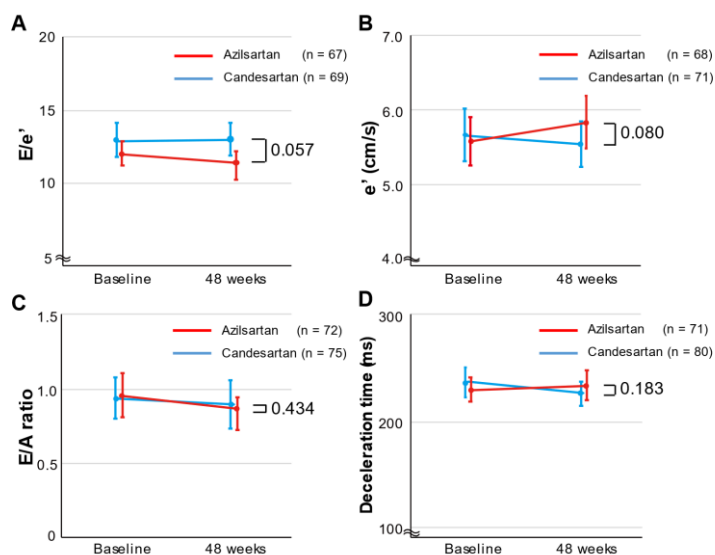 A
20
15
10
5
E/e'
Azilsartan (n = 67)
Candesartan (n = 69)
0.057
Baseline 48 weeks
B
7.0
6.0
5.0
4.0
e' (cm/s)
Azilsartan (n = 68)
Candesartan (n = 71)
0.080
Baseline 48 weeks
C
1.5
1.0
0.5
0
E/A ratio
Azilsartan (n = 72)
Candesartan (n = 75)
0.434
Baseline 48 weeks
D
300
200
100
Deceleration time (ms)
Azilsartan (n = 71)
Candesartan (n = 80)
0.183
Baseline 48 weeks